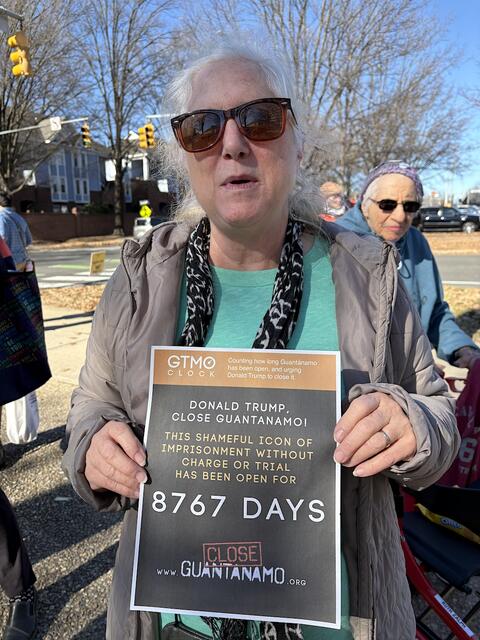 GTMO
CLOCK
Counting how long Guantánamo
has been open, and urging
Donald Trump to close it.
DONALD TRUMP,
CLOSE GUANTANAMO!
THIS SHAMEFUL ICON OF
IMPRISONMENT WITHOUT
CHARGE OR TRIAL
HAS BEEN OPEN FOR
8767 DAYS
CLOSE
www.GUANTANAMO.ORG